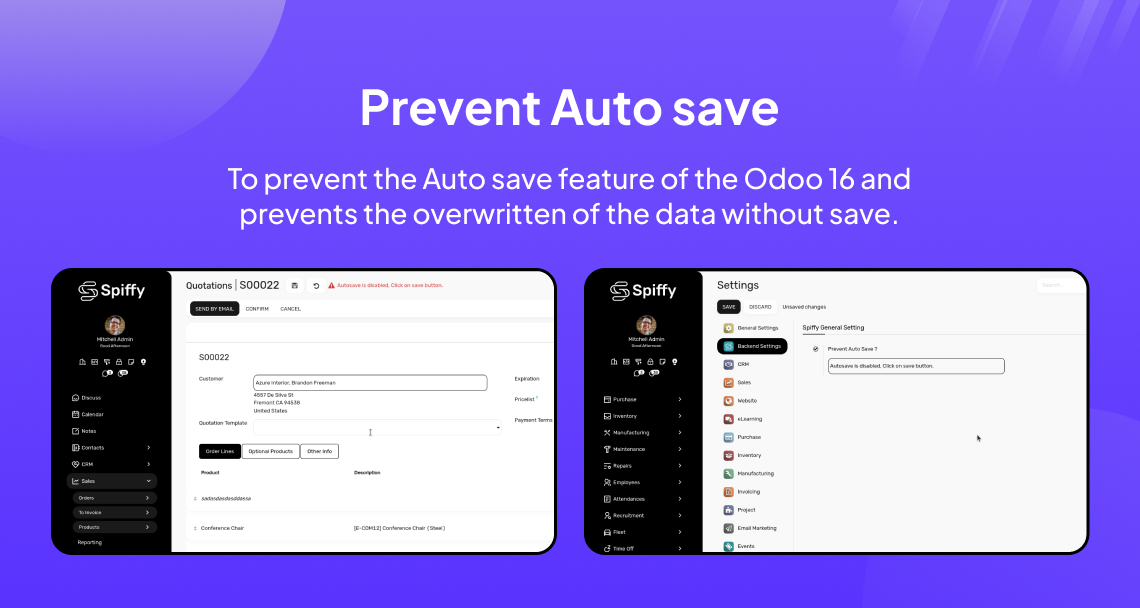 Prevent Auto save
To prevent the Auto save feature of the Odoo 16 and
prevents the overwritten of the data without save.
Spiffy
Mitchell Admin
Good Afternoon
Discuss
Calendar
Notes
Contacts
CRM
Sales
Orders
To Invoice
Products
Reporting
Quotations | S00022
Autosave is disabled, Click on save button.
SEND BY EMAIL CONFIRM CANCEL
S00022
Customer
Azure Interior, Brandon Freeman
4557 De Silva St
Fremont CA 94538
United States
Quotation Template
Expiration
Pricelist ?
Payment Terms
Order Lines Optional Products Other Info
Product Description
sadasdasdasddassa
Conference Chair [E-COM12] Conference Chair (Steel)
Spiffy
Mitchell Admin
Good Afternoon
Purchase
Inventory
Manufacturing
Maintenance
Repairs
Employees
Attendances
Recruitment
Fleet
Time Off
Settings
Search...
SAVE DISCARD Unsaved changes
General Settings
Backend Settings
CRM
Sales
Website
eLearning
Purchase
Inventory
Manufacturing
Invoicing
Project
Email Marketing
Events
Spiffy General Setting
Prevent Auto Save ?
Autosave is disabled, Click on save button.